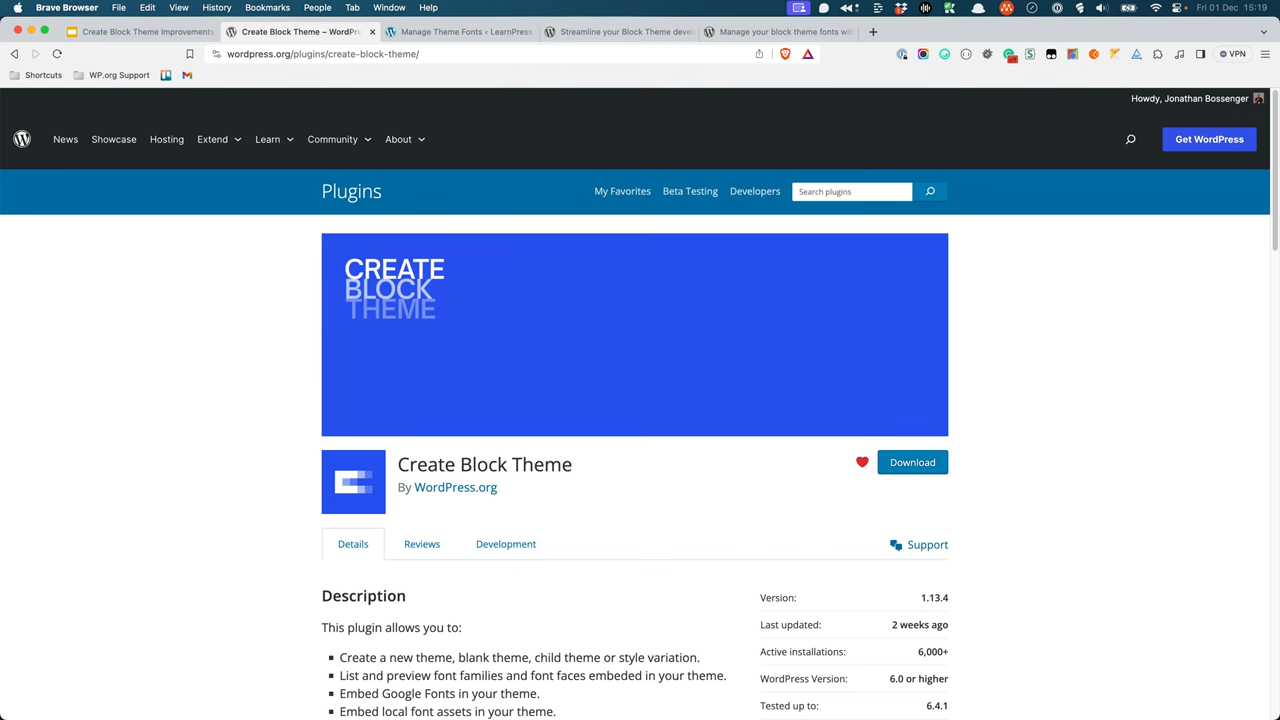 Brave Browser File Edit View History Bookmarks People Tab Window Help Fri 01 Dec 15:19
Create Block Theme Improvements Create Block Theme – WordPr Manage Theme Fonts ‹ LearnPress Streamline your Block Theme devel Manage your block theme fonts with
wordpress.org/plugins/create-block-theme/ VPN
Shortcuts WP.org Support
Howdy, Jonathan Bossenger
News Showcase Hosting Extend Learn Community About Get WordPress
Plugins My Favorites Beta Testing Developers Search plugins
CREATE
BLOCK
THEME
Create Block Theme Download
By WordPress.org
Details Reviews Development Support
Description
This plugin allows you to:
▪ Create a new theme, blank theme, child theme or style variation.
▪ List and preview font families and font faces embeded in your theme.
▪ Embed Google Fonts in your theme.
▪ Embed local font assets in your theme.
Version: 1.13.4
Last updated: 2 weeks ago
Active installations: 6,000+
WordPress Version: 6.0 or higher
Tested up to: 6.4.1